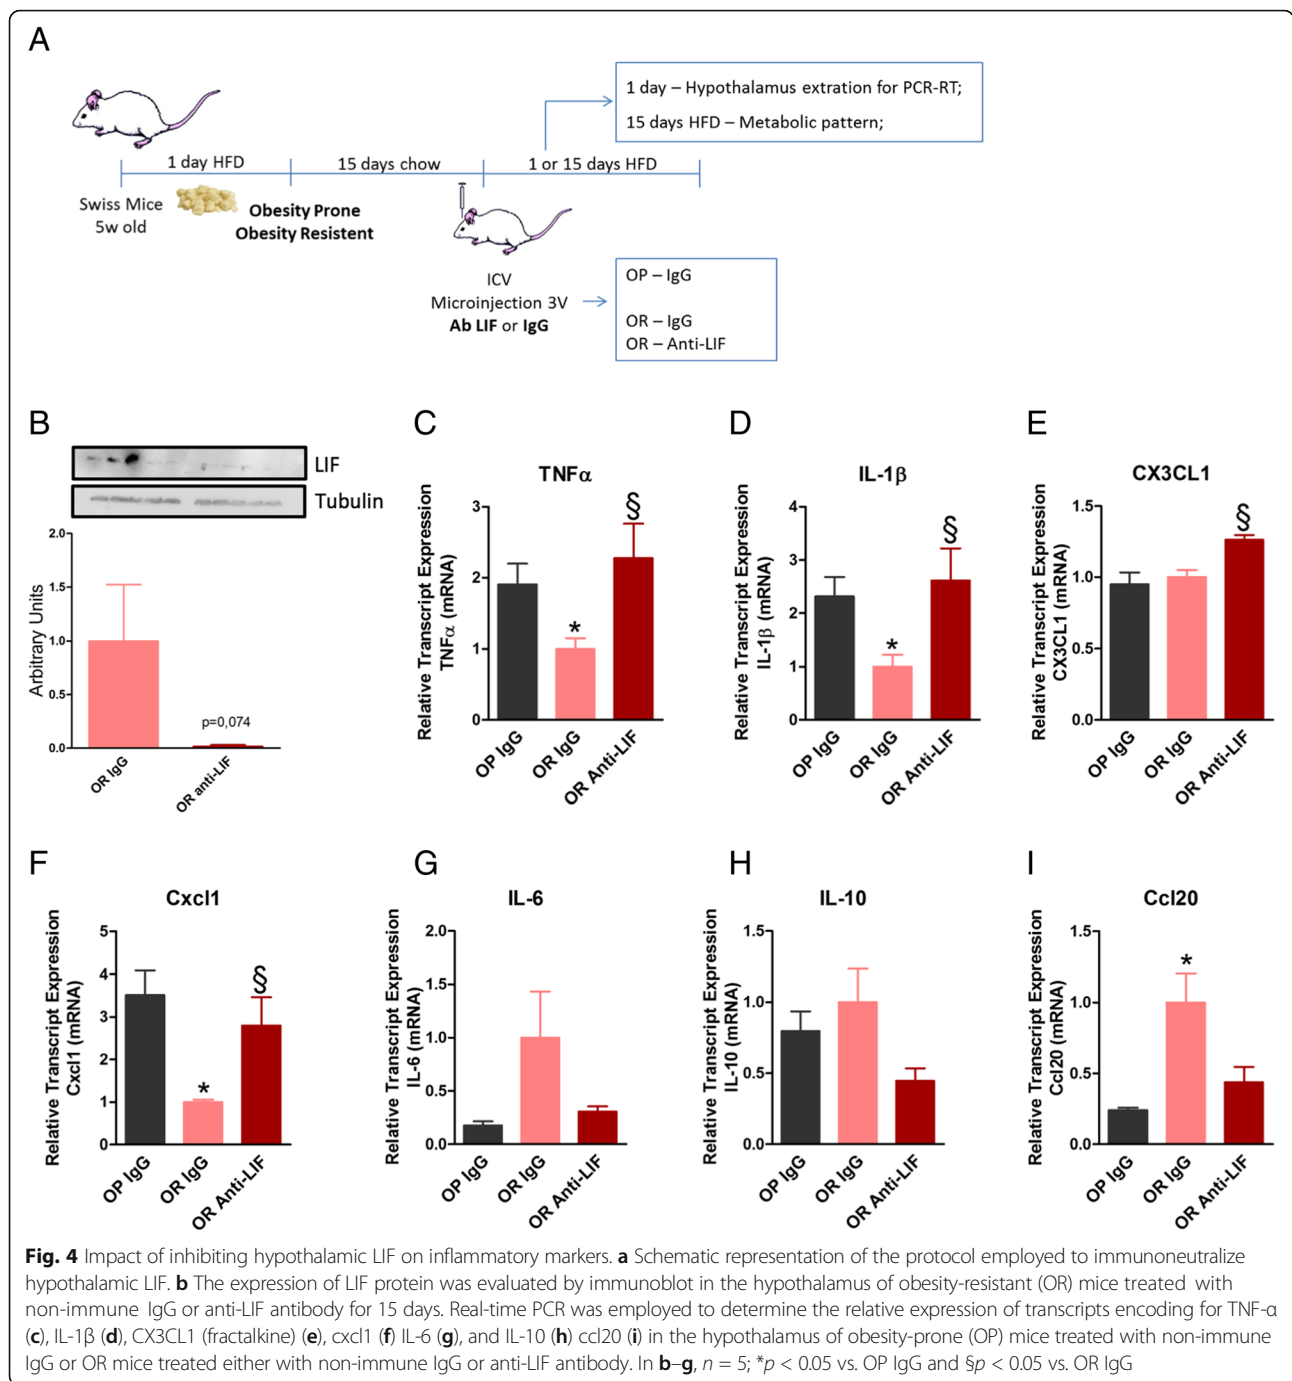 A
1 day – Hypothalamus extration for PCR-RT;
15 days HFD – Metabolic pattern;
1 day HFD
15 days chow
1 or 15 days HFD
Swiss Mice
5w old
Obesity Prone
Obesity Resistent
ICV
Microinjection 3V
Ab LIF or IgG
OP – IgG
OR – IgG
OR – Anti-LIF
B
LIF
Tubulin
Arbitrary Units
2.0
1.5
1.0
0.5
0.0
p=0,074
OR IgG
OR anti-LIF
C
TNFα
Relative Transcript Expression
TNFα (mRNA)
3
2
1
0
*
§
OP IgG
OR IgG
OR Anti-LIF
D
IL-1β
Relative Transcript Expression
IL-1β (mRNA)
4
3
2
1
0
*
§
OP IgG
OR IgG
OR Anti-LIF
E
CX3CL1
Relative Transcript Expression
CX3CL1 (mRNA)
1.5
1.0
0.5
0.0
§
OP IgG
OR IgG
OR Anti-LIF
F
Cxcl1
Relative Transcript Expression
Cxcl1 (mRNA)
5
4
3
2
1
0
*
§
OP IgG
OR IgG
OR Anti-LIF
G
IL-6
Relative Transcript Expression
IL-6 (mRNA)
2.0
1.5
1.0
0.5
0.0
OP IgG
OR IgG
OR Anti-LIF
H
IL-10
Relative Transcript Expression
IL-10 (mRNA)
1.5
1.0
0.5
0.0
OP IgG
OR IgG
OR Anti-LIF
I
Ccl20
Relative Transcript Expression
Ccl20 (mRNA)
1.5
1.0
0.5
0.0
*
OP IgG
OR IgG
OR Anti-LIF
Fig. 4 Impact of inhibiting hypothalamic LIF on inflammatory markers. a Schematic representation of the protocol employed to immunoneutralize
hypothalamic LIF. b The expression of LIF protein was evaluated by immunoblot in the hypothalamus of obesity-resistant (OR) mice treated with
non-immune IgG or anti-LIF antibody for 15 days. Real-time PCR was employed to determine the relative expression of transcripts encoding for TNF-α
(c), IL-1β (d), CX3CL1 (fractalkine) (e), cxcl1 (f) IL-6 (g), and IL-10 (h) ccl20 (i) in the hypothalamus of obesity-prone (OP) mice treated with non-immune
IgG or OR mice treated either with non-immune IgG or anti-LIF antibody. In b–g, n = 5; *p < 0.05 vs. OP IgG and §p < 0.05 vs. OR IgG